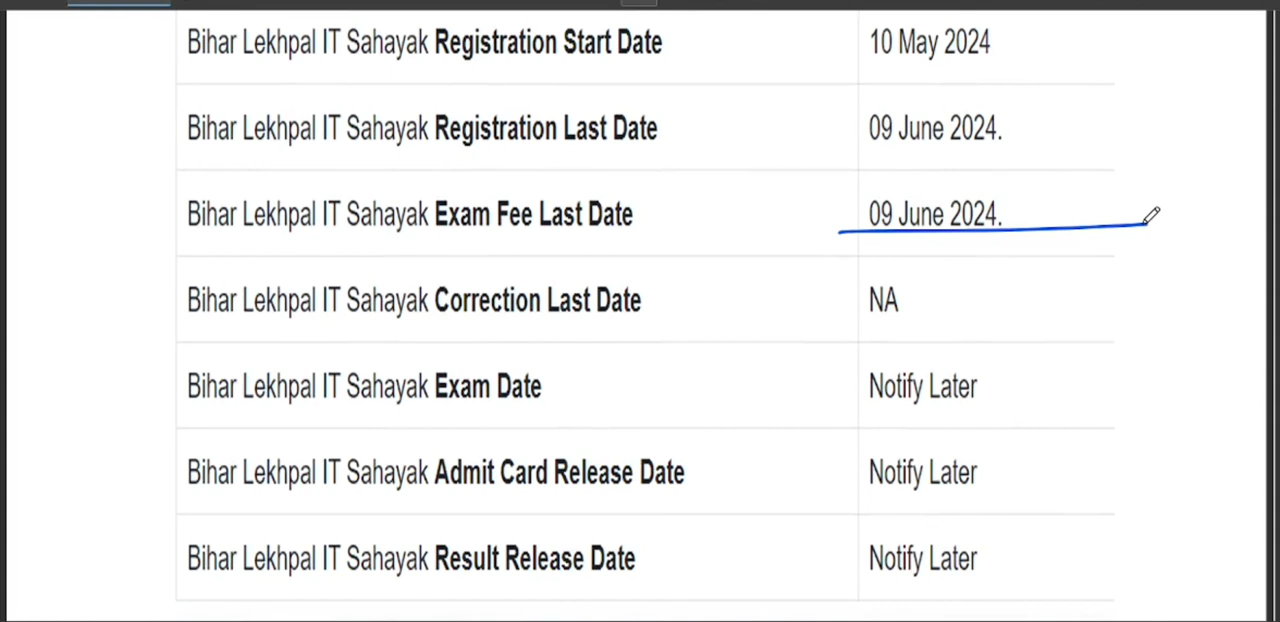 Bihar Lekhpal IT Sahayak Registration Start Date 10 May 2024
Bihar Lekhpal IT Sahayak Registration Last Date 09 June 2024.
Bihar Lekhpal IT Sahayak Exam Fee Last Date 09 June 2024.
Bihar Lekhpal IT Sahayak Correction Last Date NA
Bihar Lekhpal IT Sahayak Exam Date Notify Later
Bihar Lekhpal IT Sahayak Admit Card Release Date Notify Later
Bihar Lekhpal IT Sahayak Result Release Date Notify Later